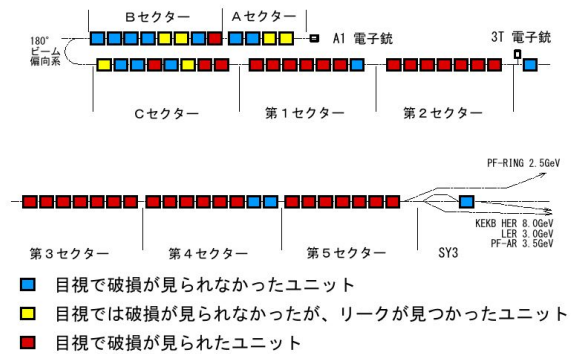 Bセクター
Aセクター
A1 電子銃
3T 電子銃
180°
ビーム
偏向系
Cセクター
第1セクター
第2セクター
PF-RING 2.5GeV
KEKB HER 8.0GeV
LER 3.0GeV
PF-AR 3.5GeV
第3セクター
第4セクター
第5セクター
SY3
目視で破損が見られなかったユニット
目視では破損が見られなかったが、リークが見つかったユニット
目視で破損が見られたユニット